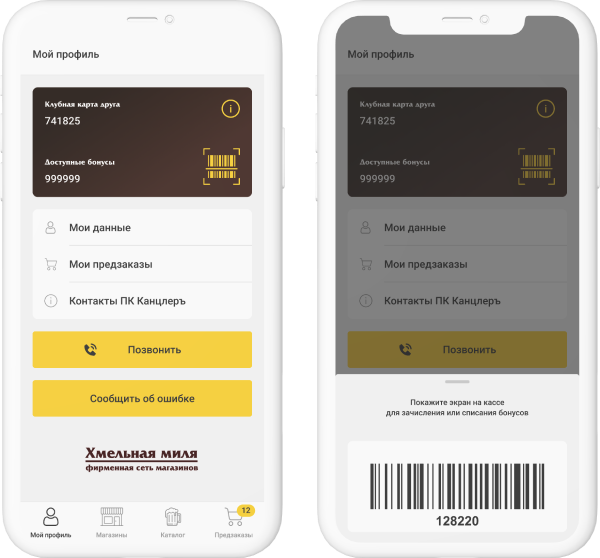 Мой профиль
Клубная карта друга
741825
Доступные бонусы
999999
Мои данные
Мои предзаказы
Контакты ПК Канцлеръ
Позвонить
Сообщить об ошибке
Хмельная миля
фирменная сеть магазинов
Мой профиль
Магазины
Каталог
12
Предзаказы
Мой профиль
Клубная карта друга
741825
Доступные бонусы
999999
Мои данные
Мои предзаказы
Контакты ПК Канцлеръ
Позвонить
Покажите экран на кассе
для зачисления или списания бонусов
128220